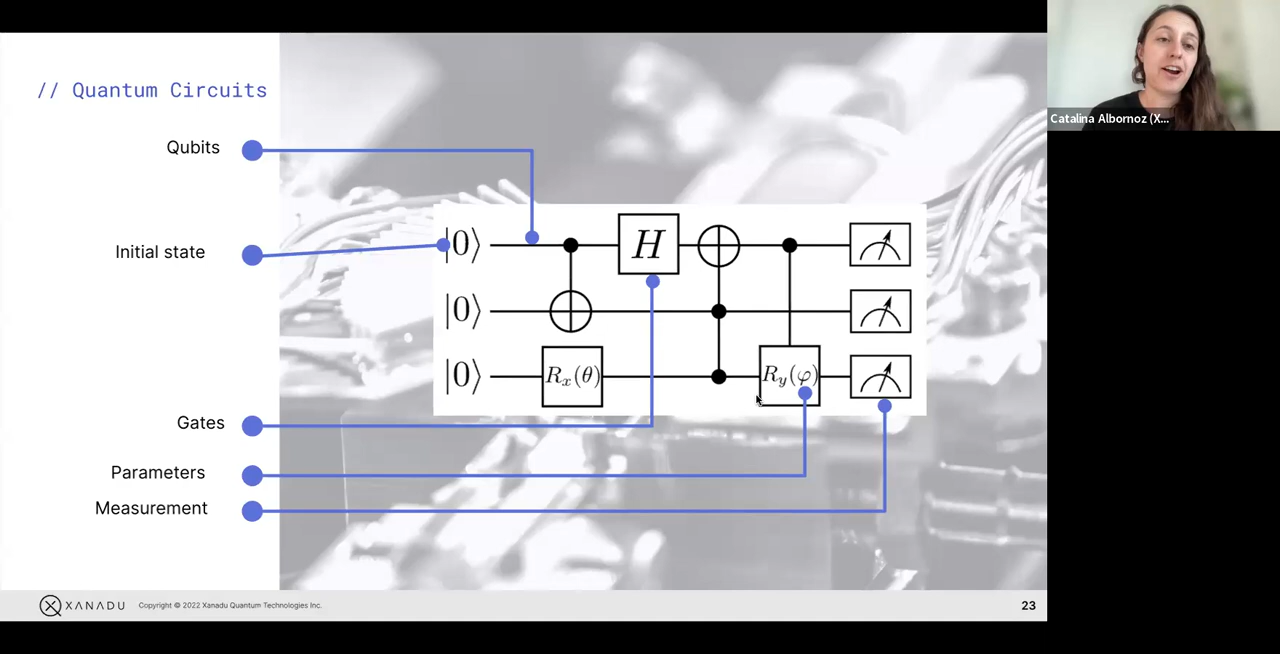 // Quantum Circuits
Qubits
Initial state
Gates
Parameters
Measurement
|0⟩ H
|0⟩
|0⟩ Rₓ(θ) R_y(φ)
XANADU Copyright © 2022 Xanadu Quantum Technologies Inc. 23
Catalina Albornoz (X...